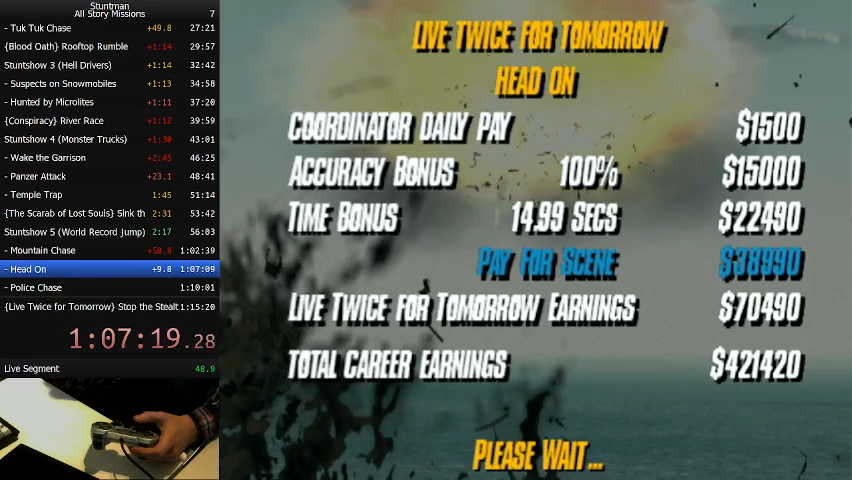 Stuntman
All Story Missions 7
- Tuk Tuk Chase +49.8 27:21
{Blood Oath} Rooftop Rumble +1:14 29:57
Stuntshow 3 (Hell Drivers) +1:14 32:42
- Suspects on Snowmobiles +1:13 34:58
- Hunted by Microlites +1:11 37:20
{Conspiracy} River Race +1:12 39:59
Stuntshow 4 (Monster Trucks) +1:30 43:01
- Wake the Garrison +2:45 46:25
- Panzer Attack +23.1 48:41
- Temple Trap 1:45 51:14
{The Scarab of Lost Souls} Sink th 2:31 53:42
Stuntshow 5 (World Record Jump) 2:17 56:03
- Mountain Chase +58.8 1:02:39
- Head On +9.8 1:07:09
- Police Chase 1:10:01
{Live Twice for Tomorrow} Stop the Stealt 1:15:20
1:07:19.28
Live Segment 48.9
LIVE TWICE FOR TOMORROW
HEAD ON
COORDINATOR DAILY PAY $1500
ACCURACY BONUS 100% $15000
TIME BONUS 14.99 SECS $22490
PAY FOR SCENE $38990
LIVE TWICE FOR TOMORROW EARNINGS $70490
TOTAL CAREER EARNINGS $421420
PLEASE WAIT...